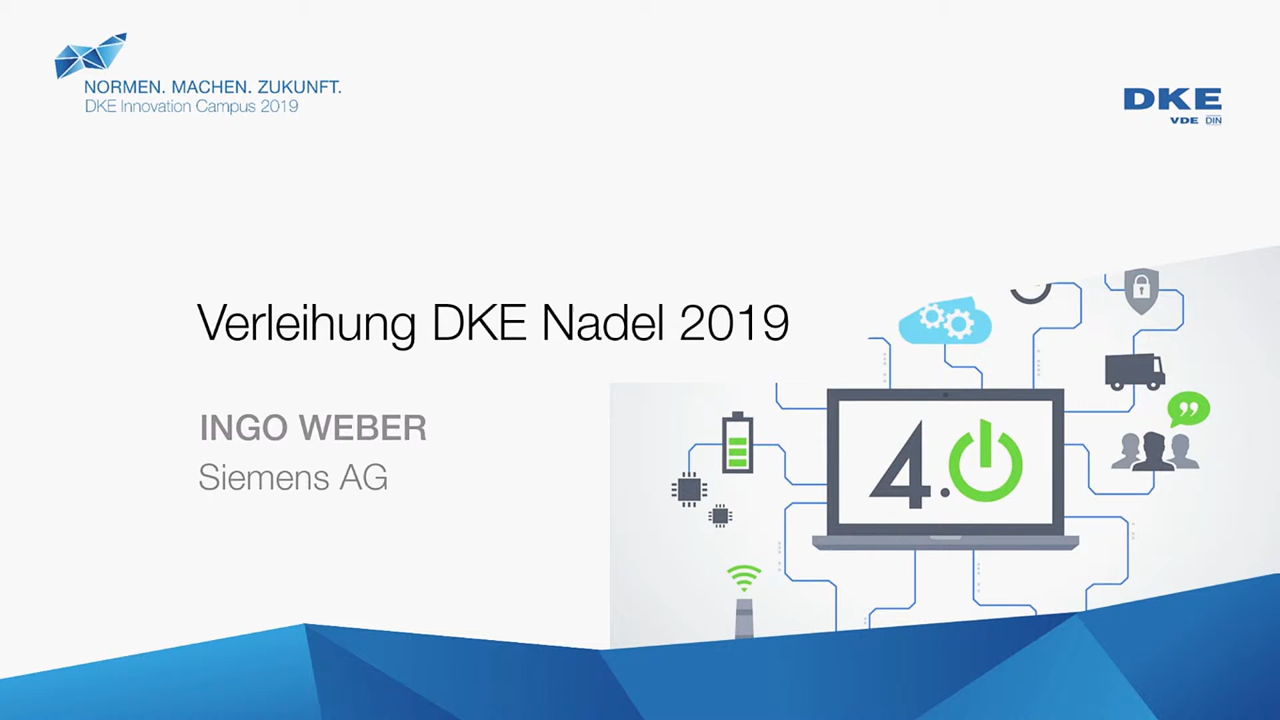 NORMEN. MACHEN. ZUKUNFT.
DKE Innovation Campus 2019
DKE
VDE DIN
Verleihung DKE Nadel 2019
INGO WEBER
Siemens AG
4.0